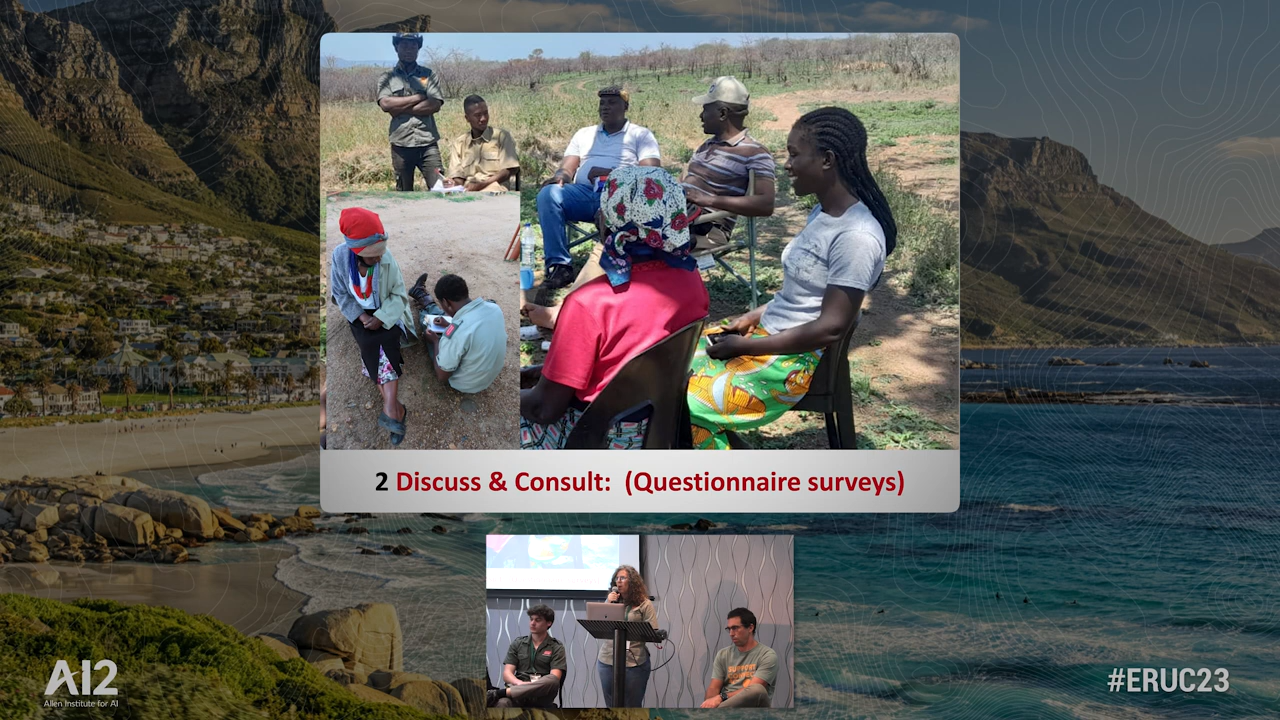 2 Discuss & Consult: (Questionnaire surveys)
AI2
Allen Institute for AI
#ERUC23